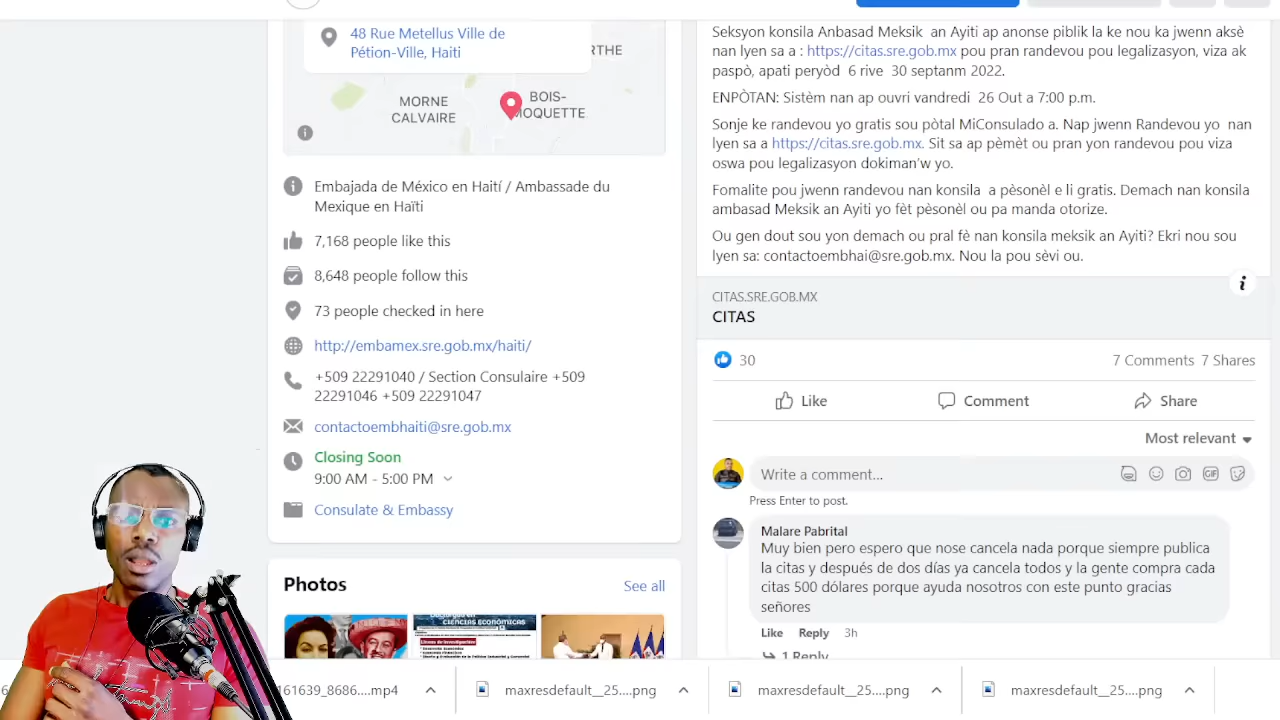 48 Rue Metellus Ville de
Pétion-Ville, Haiti
RTHE
MORNE
CALVAIRE
BOIS-
MOQUETTE
Embajada de México en Haití / Ambassade du
Mexique en Haïti
7,168 people like this
8,648 people follow this
73 people checked in here
http://embamex.sre.gob.mx/haiti/
+509 22291040 / Section Consulaire +509
22291046 +509 22291047
contactoembhaiti@sre.gob.mx
Closing Soon
9:00 AM - 5:00 PM
Consulate & Embassy
Photos
See all
CIENCIAS ECONÓMICAS
Seksyon konsila Anbasad Meksik an Ayiti ap anonse piblik la ke nou ka jwenn aksè
nan lyen sa a : https://citas.sre.gob.mx pou pran randevou pou legalizasyon, viza ak
paspò, apati peryòd 6 rive 30 septanm 2022.
ENPÒTAN: Sistèm nan ap ouvri vandredi 26 Out a 7:00 p.m.
Sonje ke randevou yo gratis sou pòtal MiConsulado a. Nap jwenn Randevou yo nan
lyen sa a https://citas.sre.gob.mx. Sit sa ap pèmèt ou pran yon randevou pou viza
oswa pou legalizasyon dokiman'w yo.
Fomalite pou jwenn randevou nan konsila a pèsonèl e li gratis. Demach nan konsila
ambasad Meksik an Ayiti yo fèt pèsonèl ou pa manda otorize.
Ou gen dout sou yon demach ou pral fè nan konsila meksik an Ayiti? Ekri nou sou
lyen sa: contactoembhai@sre.gob.mx. Nou la pou sèvi ou.
CITAS.SRE.GOB.MX
CITAS
30
7 Comments 7 Shares
Like
Comment
Share
Most relevant
Write a comment...
GIF
Press Enter to post.
Malare Pabrital
Muy bien pero espero que nose cancela nada porque siempre publica
la citas y después de dos días ya cancela todos y la gente compra cada
citas 500 dólares porque ayuda nosotros con este punto gracias
señores
Like Reply 3h
1 Reply
161639_8686....mp4
maxresdefault__25....png
maxresdefault__25....png
maxresdefault__25....png